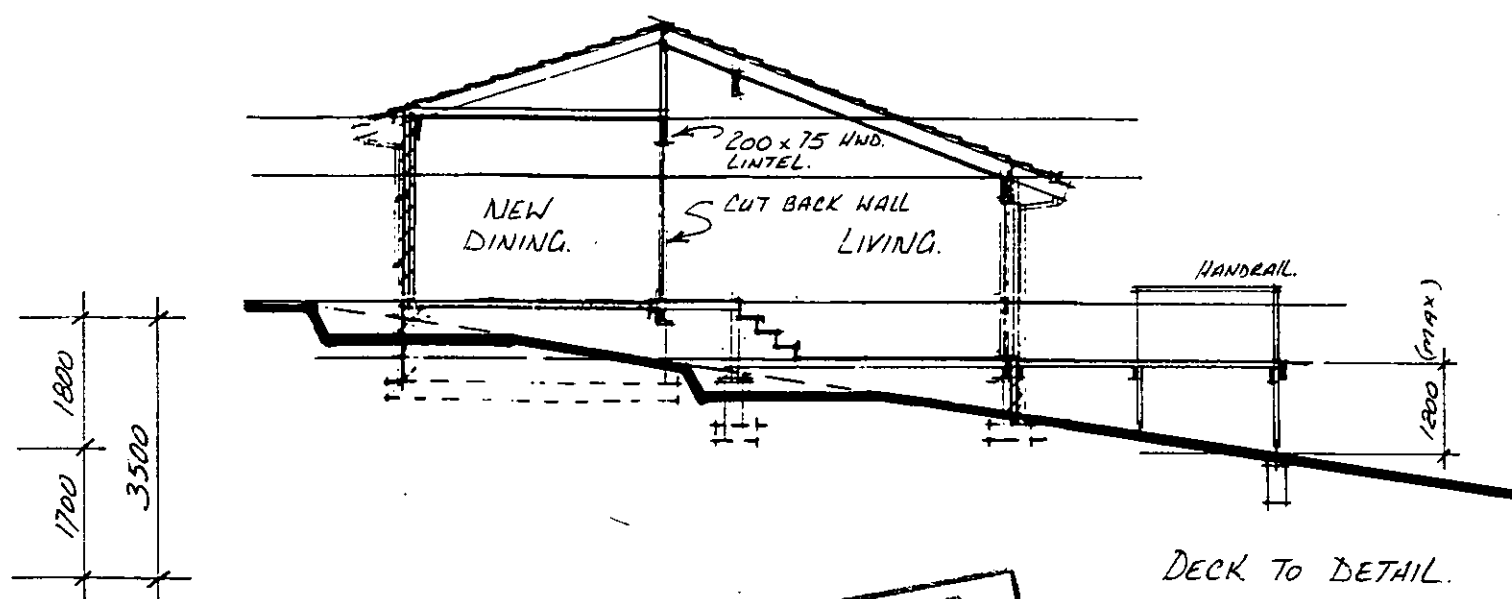 200 x 75 HWD.
LINTEL.
CUT BACK WALL
NEW
DINING.
LIVING.
HANDRAIL.
1200 (MAX)
1800
3500
1700
DECK TO DETAIL.